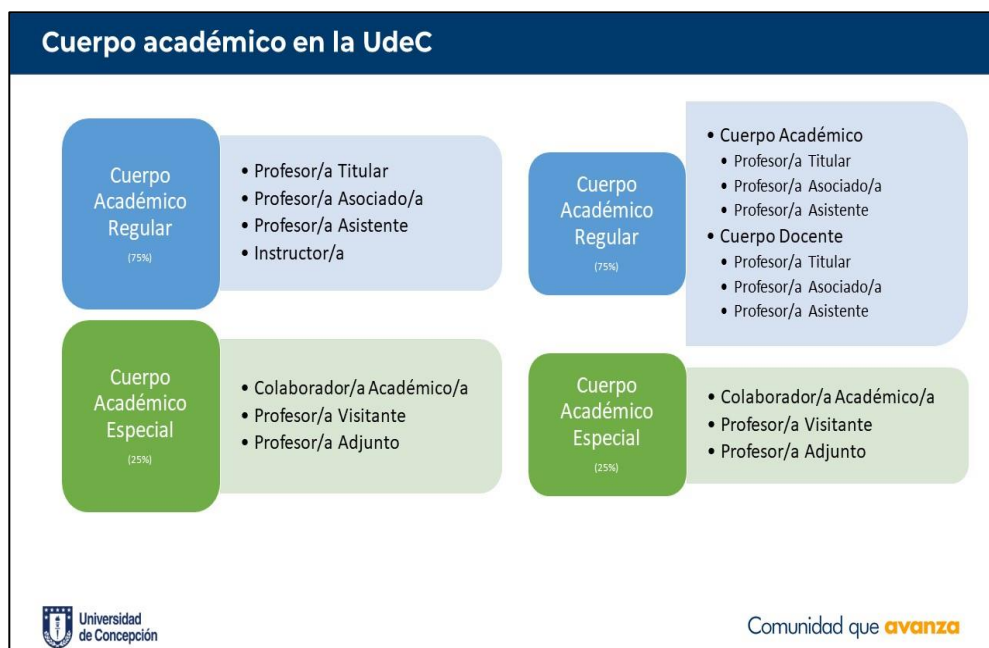 Cuerpo académico en la UdeC
Cuerpo
Académico
Regular
(75%)
• Profesor/a Titular
• Profesor/a Asociado/a
• Profesor/a Asistente
• Instructor/a
Cuerpo
Académico
Especial
(25%)
• Colaborador/a Académico/a
• Profesor/a Visitante
• Profesor/a Adjunto
Cuerpo
Académico
Regular
(75%)
• Cuerpo Académico
• Profesor/a Titular
• Profesor/a Asociado/a
• Profesor/a Asistente
• Cuerpo Docente
• Profesor/a Titular
• Profesor/a Asociado/a
• Profesor/a Asistente
Cuerpo
Académico
Especial
(25%)
• Colaborador/a Académico/a
• Profesor/a Visitante
• Profesor/a Adjunto
Universidad
de Concepción
Comunidad que avanza